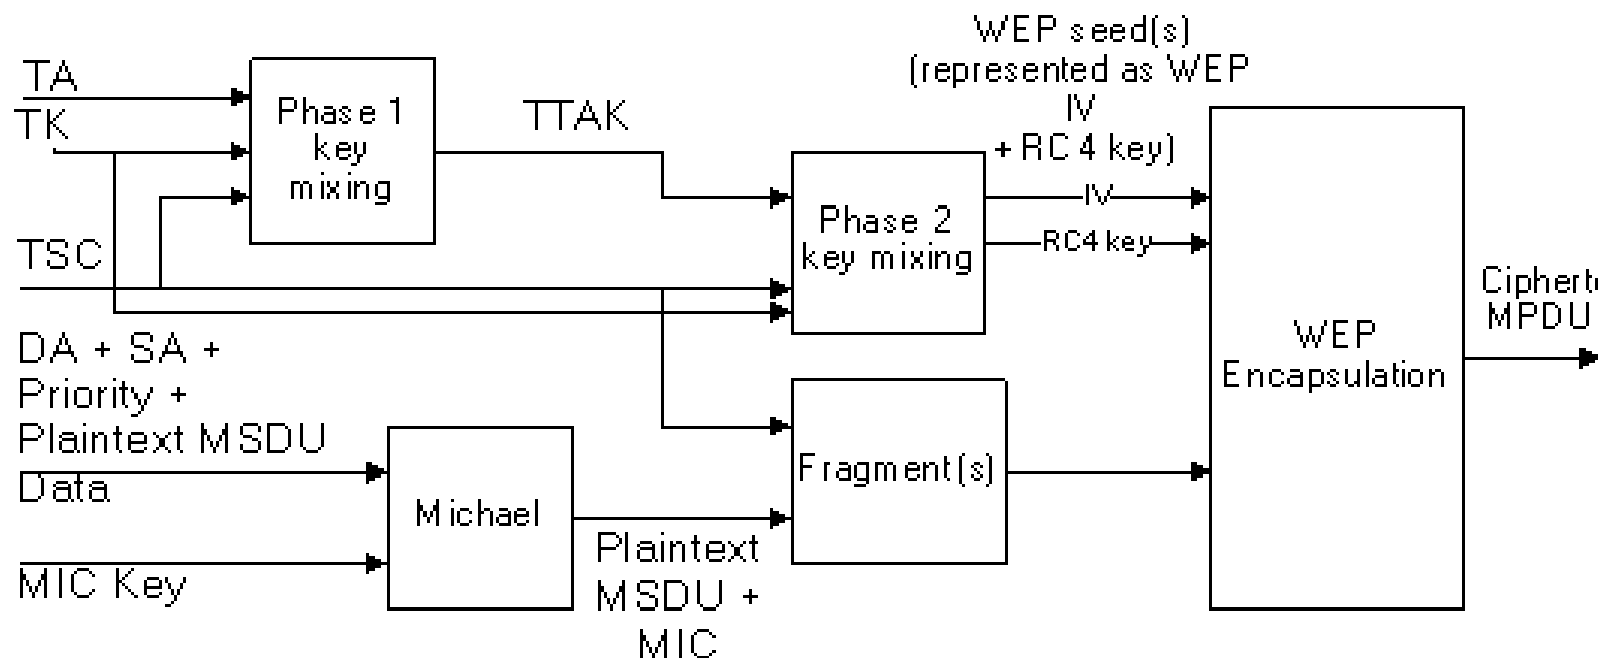 WEP seed(s)
(represented as WEP
IV
+ RC4 key)
TA
TK
Phase 1
key
mixing
TTAK
TSC
Phase 2
key mixing
IV
RC4 key
DA + SA +
Priority +
Plaintext MSDU
Data
MIC Key
Michael
Plaintext
MSDU +
MIC
Fragment(s)
WEP
Encapsulation
MPDU